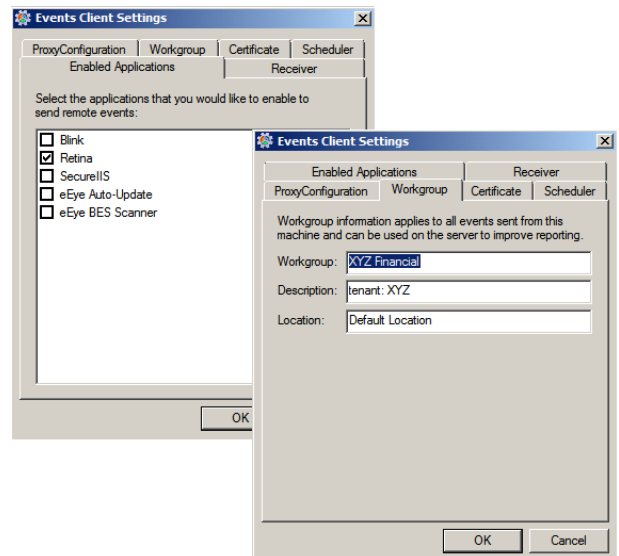 Events Client Settings
ProxyConfiguration Workgroup Certificate Scheduler
Enabled Applications Receiver
Select the applications that you would like to enable to
send remote events:
Blink
Retina
SecureIIS
eEye Auto-Update
eEye BES Scanner
OK
Events Client Settings
Enabled Applications Receiver
ProxyConfiguration Workgroup Certificate Scheduler
Workgroup information applies to all events sent from this
machine and can be used on the server to improve reporting.
Workgroup: XYZ Financial
Description: tenant: XYZ
Location: Default Location
OK Cancel